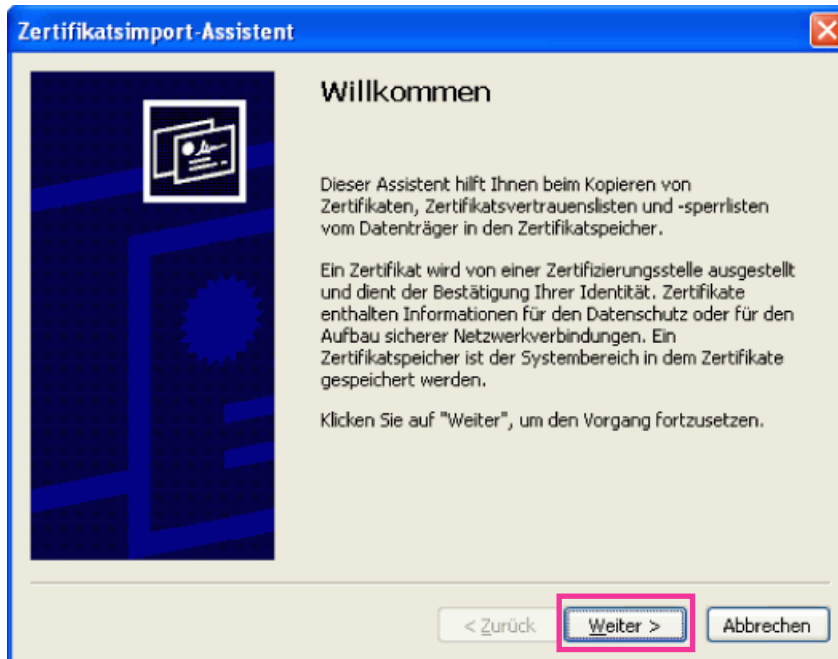 Zertifikatsimport-Assistent
Willkommen
Dieser Assistent hilft Ihnen beim Kopieren von
Zertifikaten, Zertifikatsvertrauenslisten und -sperrlisten
vom Datenträger in den Zertifikatspeicher.
Ein Zertifikat wird von einer Zertifizierungsstelle ausgestellt
und dient der Bestätigung Ihrer Identität. Zertifikate
enthalten Informationen für den Datenschutz oder für den
Aufbau sicherer Netzwerkverbindungen. Ein
Zertifikatspeicher ist der Systembereich in dem Zertifikate
gespeichert werden.
Klicken Sie auf "Weiter", um den Vorgang fortzusetzen.
< Zurück Weiter > Abbrechen